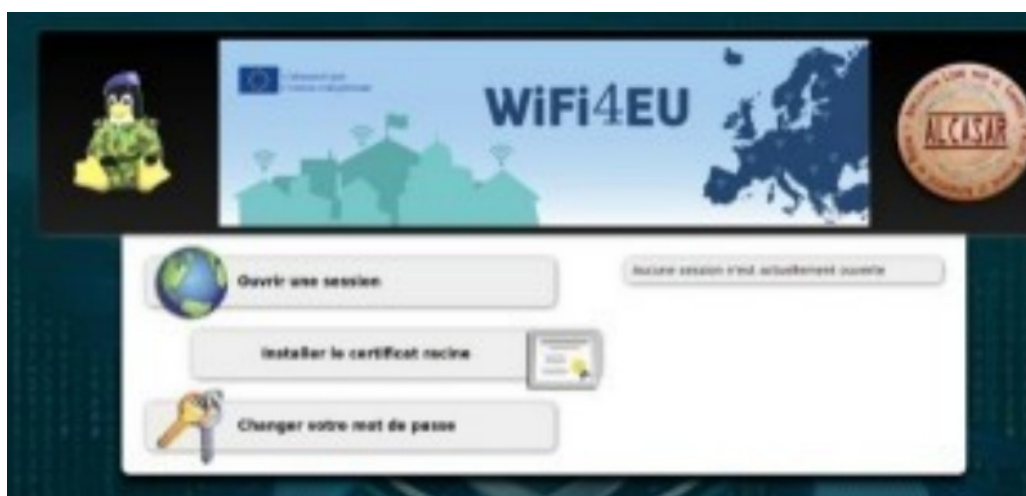 WiFi4EU
ALCASAR
Ouvrir une session
Aucune session n'est actuellement ouverte
Installer le certificat racine
Changer votre mot de passe